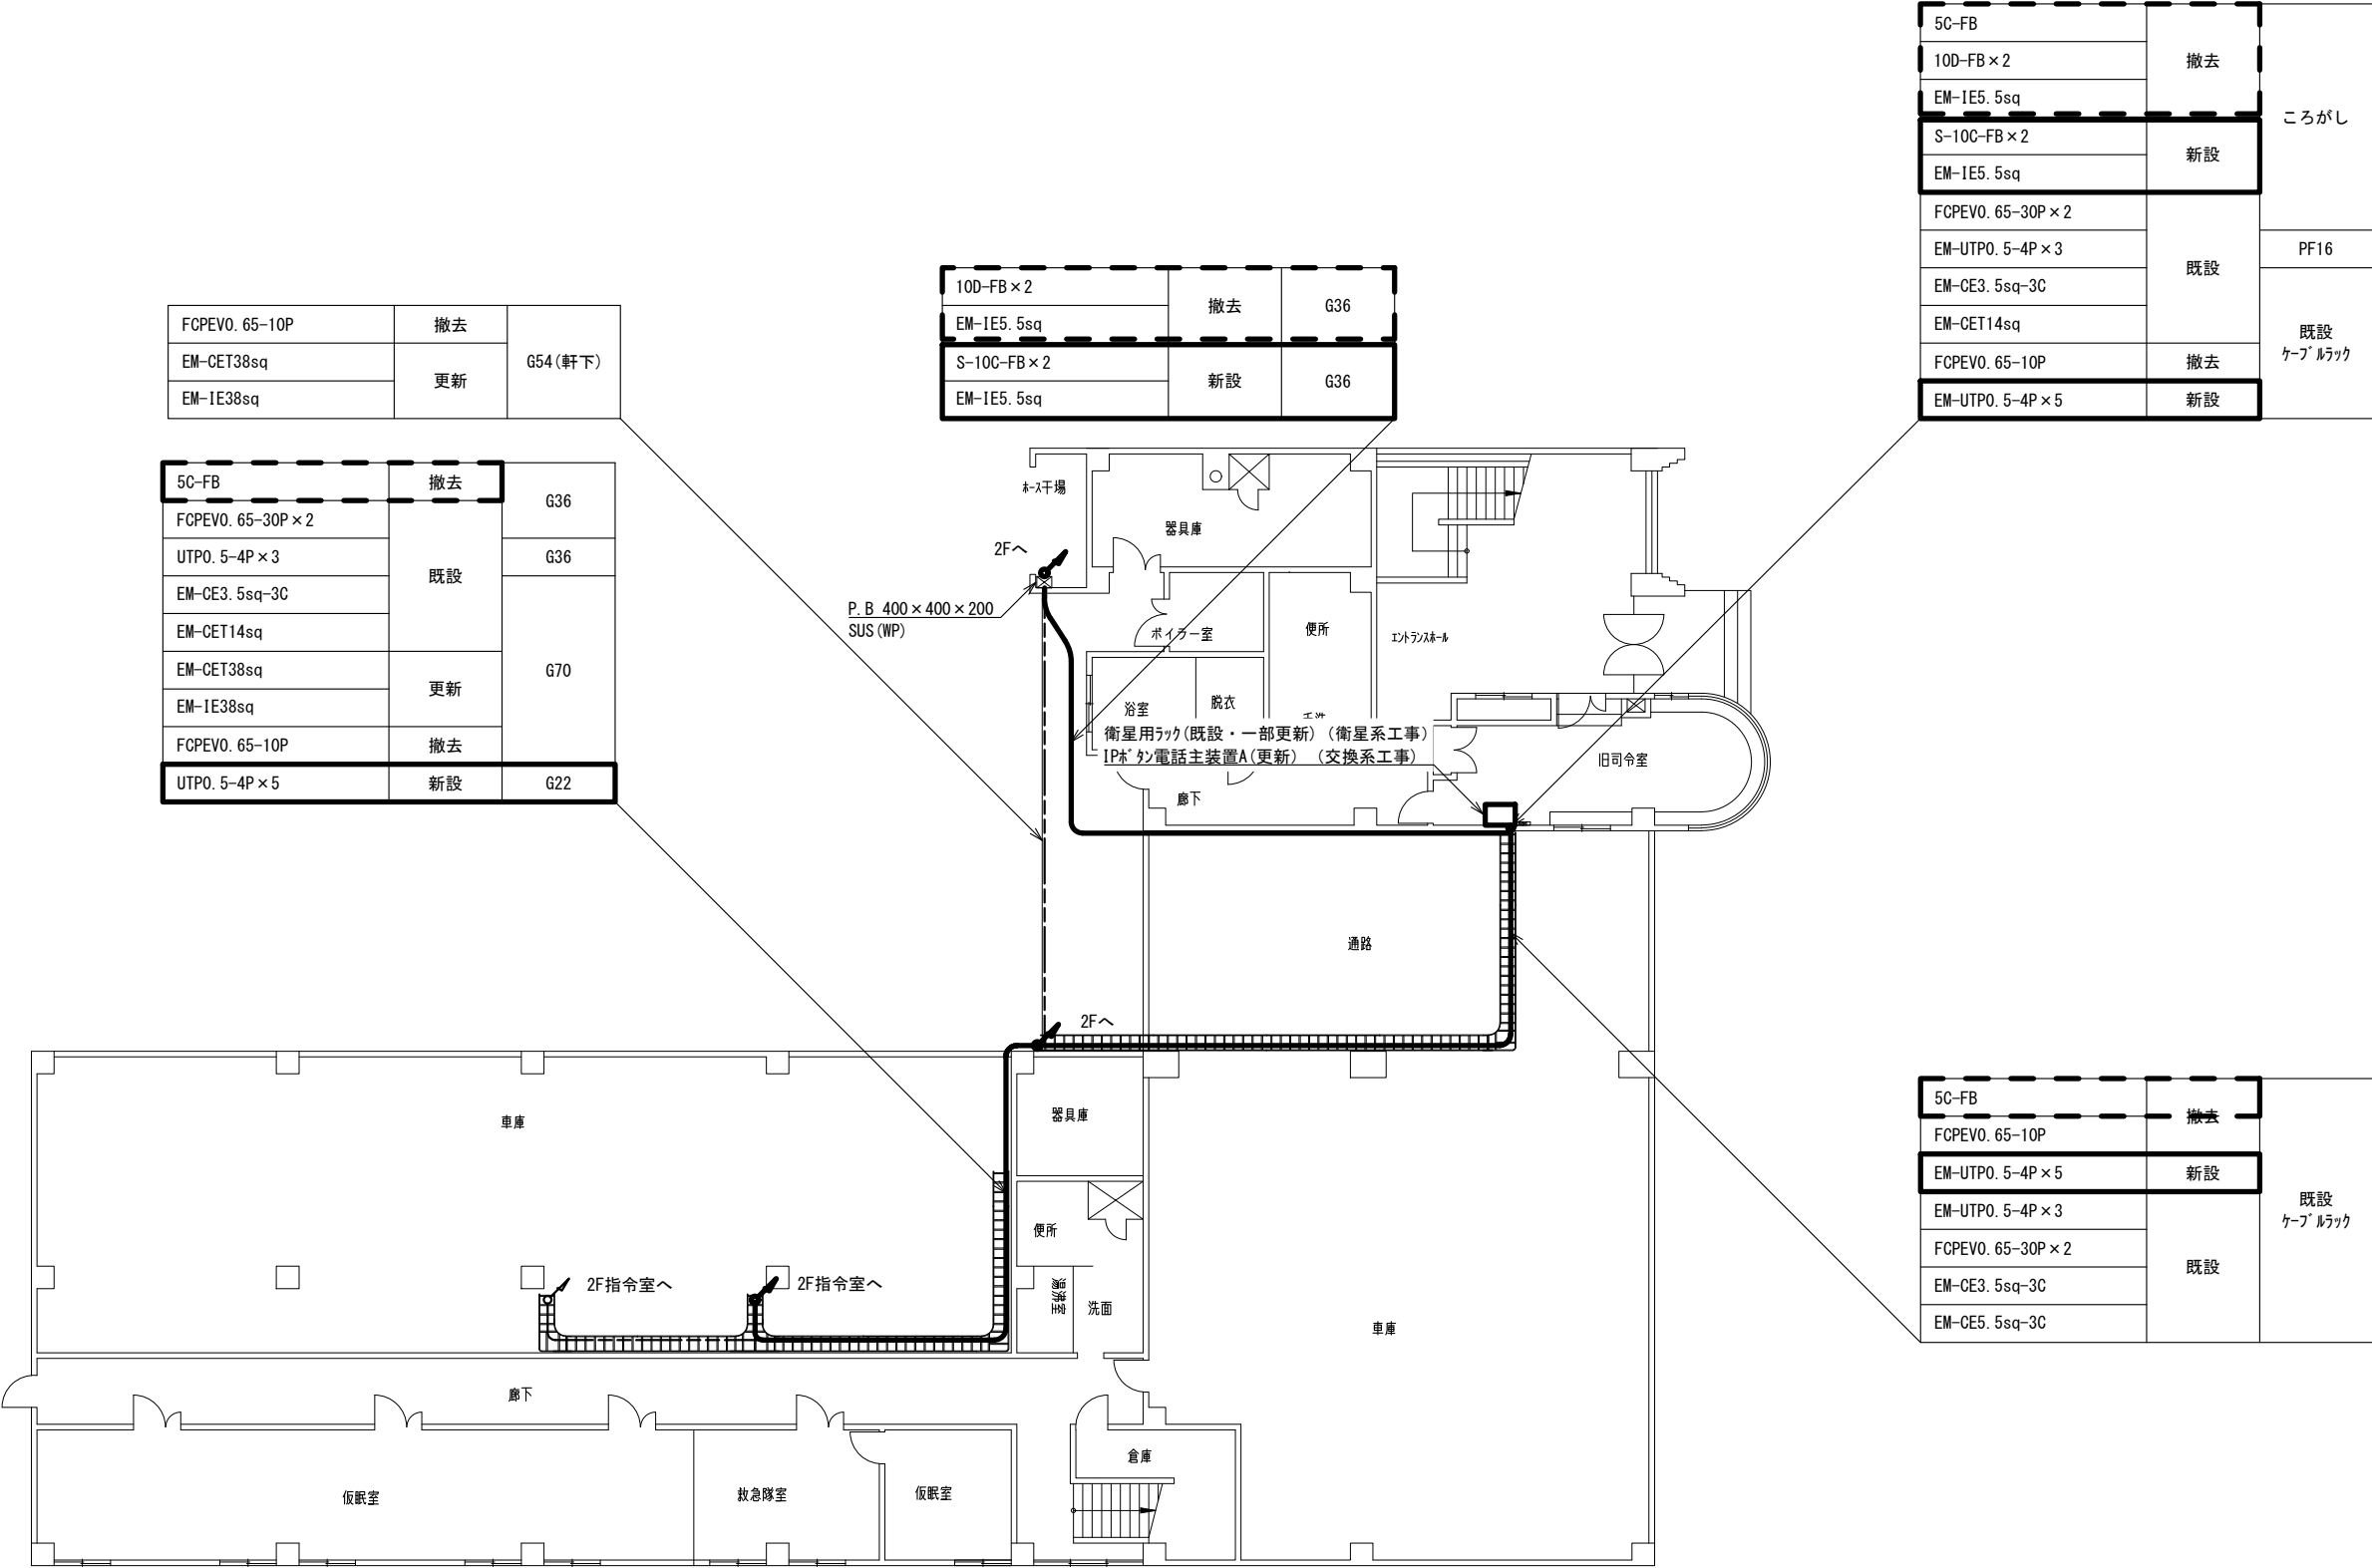 5C-FB
10D-FB×2
撤去
EM-IE5.5sq
ころがし
S-10C-FB×2
新設
EM-IE5.5sq
FCPEV0.65-30P×2
EM-UTP0.5-4P×3
PF16
既設
EM-CE3.5sq-3C
EM-CET14sq
既設
ｹｰﾌﾞﾙﾗｯｸ
FCPEV0.65-10P
撤去
EM-UTP0.5-4P×5
新設
10D-FB×2
撤去
G36
EM-IE5.5sq
S-10C-FB×2
新設
G36
EM-IE5.5sq
FCPEV0.65-10P
撤去
EM-CET38sq
G54(軒下)
更新
EM-IE38sq
5C-FB
撤去
G36
FCPEV0.65-30P×2
UTP0.5-4P×3
G36
既設
EM-CE3.5sq-3C
EM-CET14sq
EM-CET38sq
G70
更新
EM-IE38sq
FCPEV0.65-10P
撤去
UTP0.5-4P×5
新設
G22
ﾎｰｽ干場
器具庫
2Fへ
P.B 400×400×200
SUS(WP)
ボイラー室
便所
ｴﾝﾄﾗﾝｽﾎｰﾙ
浴室
脱衣
衛星用ﾗｯｸ(既設・一部更新)(衛星系工事)
IPﾎﾞﾀﾝ電話主装置A(更新) (交換系工事)
旧司令室
廊下
通路
2Fへ
車庫
器具庫
便所
湯沸室
洗面
2F指令室へ
2F指令室へ
車庫
5C-FB
撤去
FCPEV0.65-10P
EM-UTP0.5-4P×5
新設
既設
ｹｰﾌﾞﾙﾗｯｸ
EM-UTP0.5-4P×3
FCPEV0.65-30P×2
既設
EM-CE3.5sq-3C
EM-CE5.5sq-3C
廊下
倉庫
仮眠室
救急隊室
仮眠室